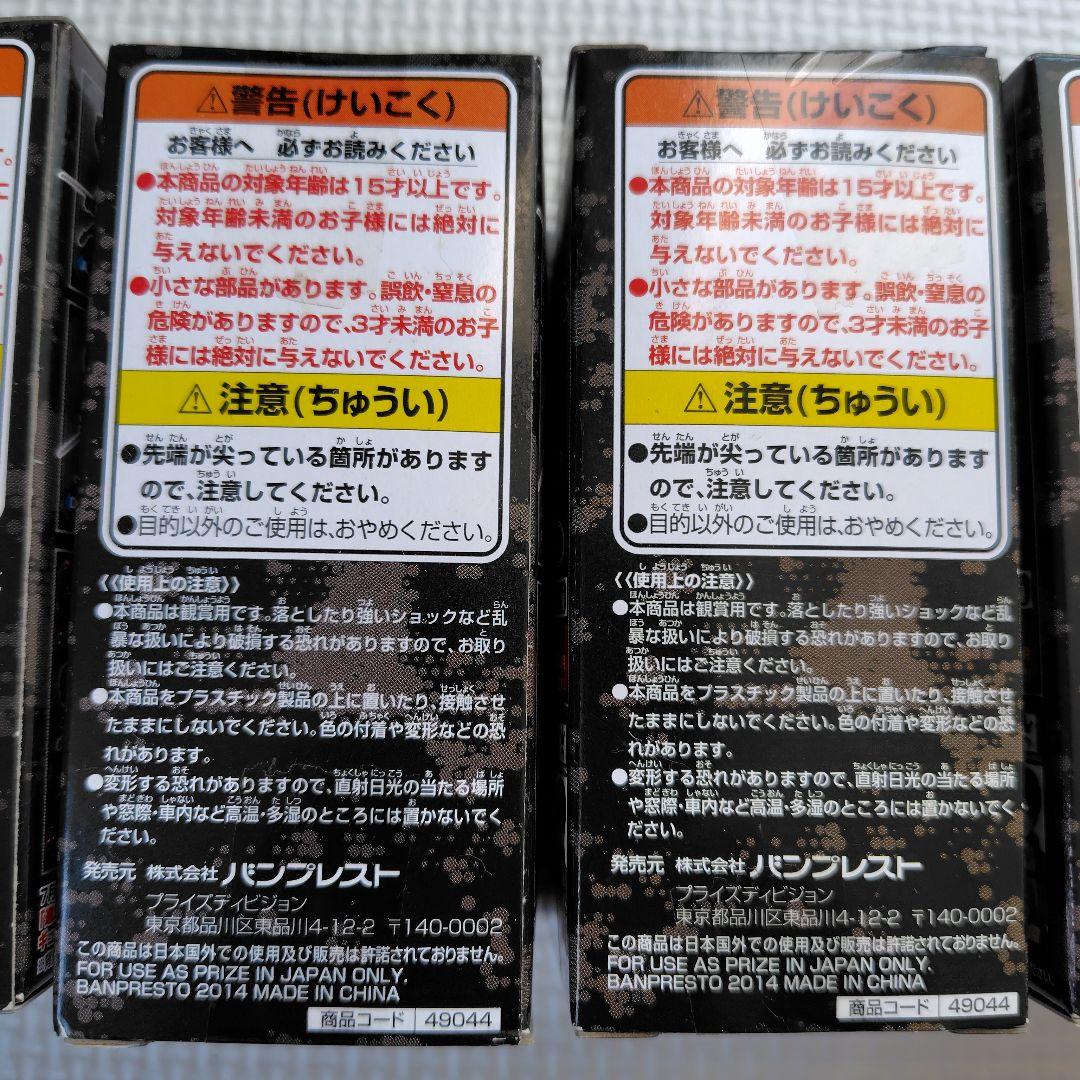 ⚠警告(けいこく)
お客様へ 必ずお読みください
●本商品の対象年齢は15才以上です。
対象年齢未満のお子様には絶対に
与えないでください。
●小さな部品があります。誤飲・窒息の
危険がありますので、3才未満のお子
様には絶対に与えないでください。
⚠注意(ちゅうい)
●先端が尖っている箇所があります
ので、注意してください。
●目的以外のご使用は、おやめください。
《使用上の注意》
●本商品は観賞用です。落としたり強いショックなど乱
暴な扱いにより破損する恐れがありますので、お取り
扱いにはご注意ください。
●本商品をプラスチック製品の上に置いたり、接触させ
たままにしないでください。色の付着や変形などの恐
れがあります。
●変形する恐れがありますので、直射日光の当たる場所
や窓際・車内など高温・多湿のところには置かないでく
ださい。
発売元 株式会社 バンプレスト
プライズディビジョン
東京都品川区東品川4-12-2 〒140-0002
この商品は日本国外での使用及び販売は許諾されておりません。
FOR USE AS PRIZE IN JAPAN ONLY.
BANPRESTO 2014 MADE IN CHINA
商品コード 49044
⚠警告(けいこく)
お客様へ 必ずお読みください
●本商品の対象年齢は15才以上です。
対象年齢未満のお子様には絶対に
与えないでください。
●小さな部品があります。誤飲・窒息の
危険がありますので、3才未満のお子
様には絶対に与えないでください。
⚠注意(ちゅうい)
●先端が尖っている箇所があります
ので、注意してください。
●目的以外のご使用は、おやめください。
《使用上の注意》
●本商品は観賞用です。落としたり強いショックなど乱
暴な扱いにより破損する恐れがありますので、お取り
扱いにはご注意ください。
●本商品をプラスチック製品の上に置いたり、接触させ
たままにしないでください。色の付着や変形などの恐
れがあります。
●変形する恐れがありますので、直射日光の当たる場所
や窓際・車内など高温・多湿のところには置かないでく
ださい。
発売元 株式会社 バンプレスト
プライズディビジョン
東京都品川区東品川4-12-2 〒140-0002
この商品は日本国外での使用及び販売は許諾されておりません。
FOR USE AS PRIZE IN JAPAN ONLY.
BANPRESTO 2014 MADE IN CHINA
商品コード 49044